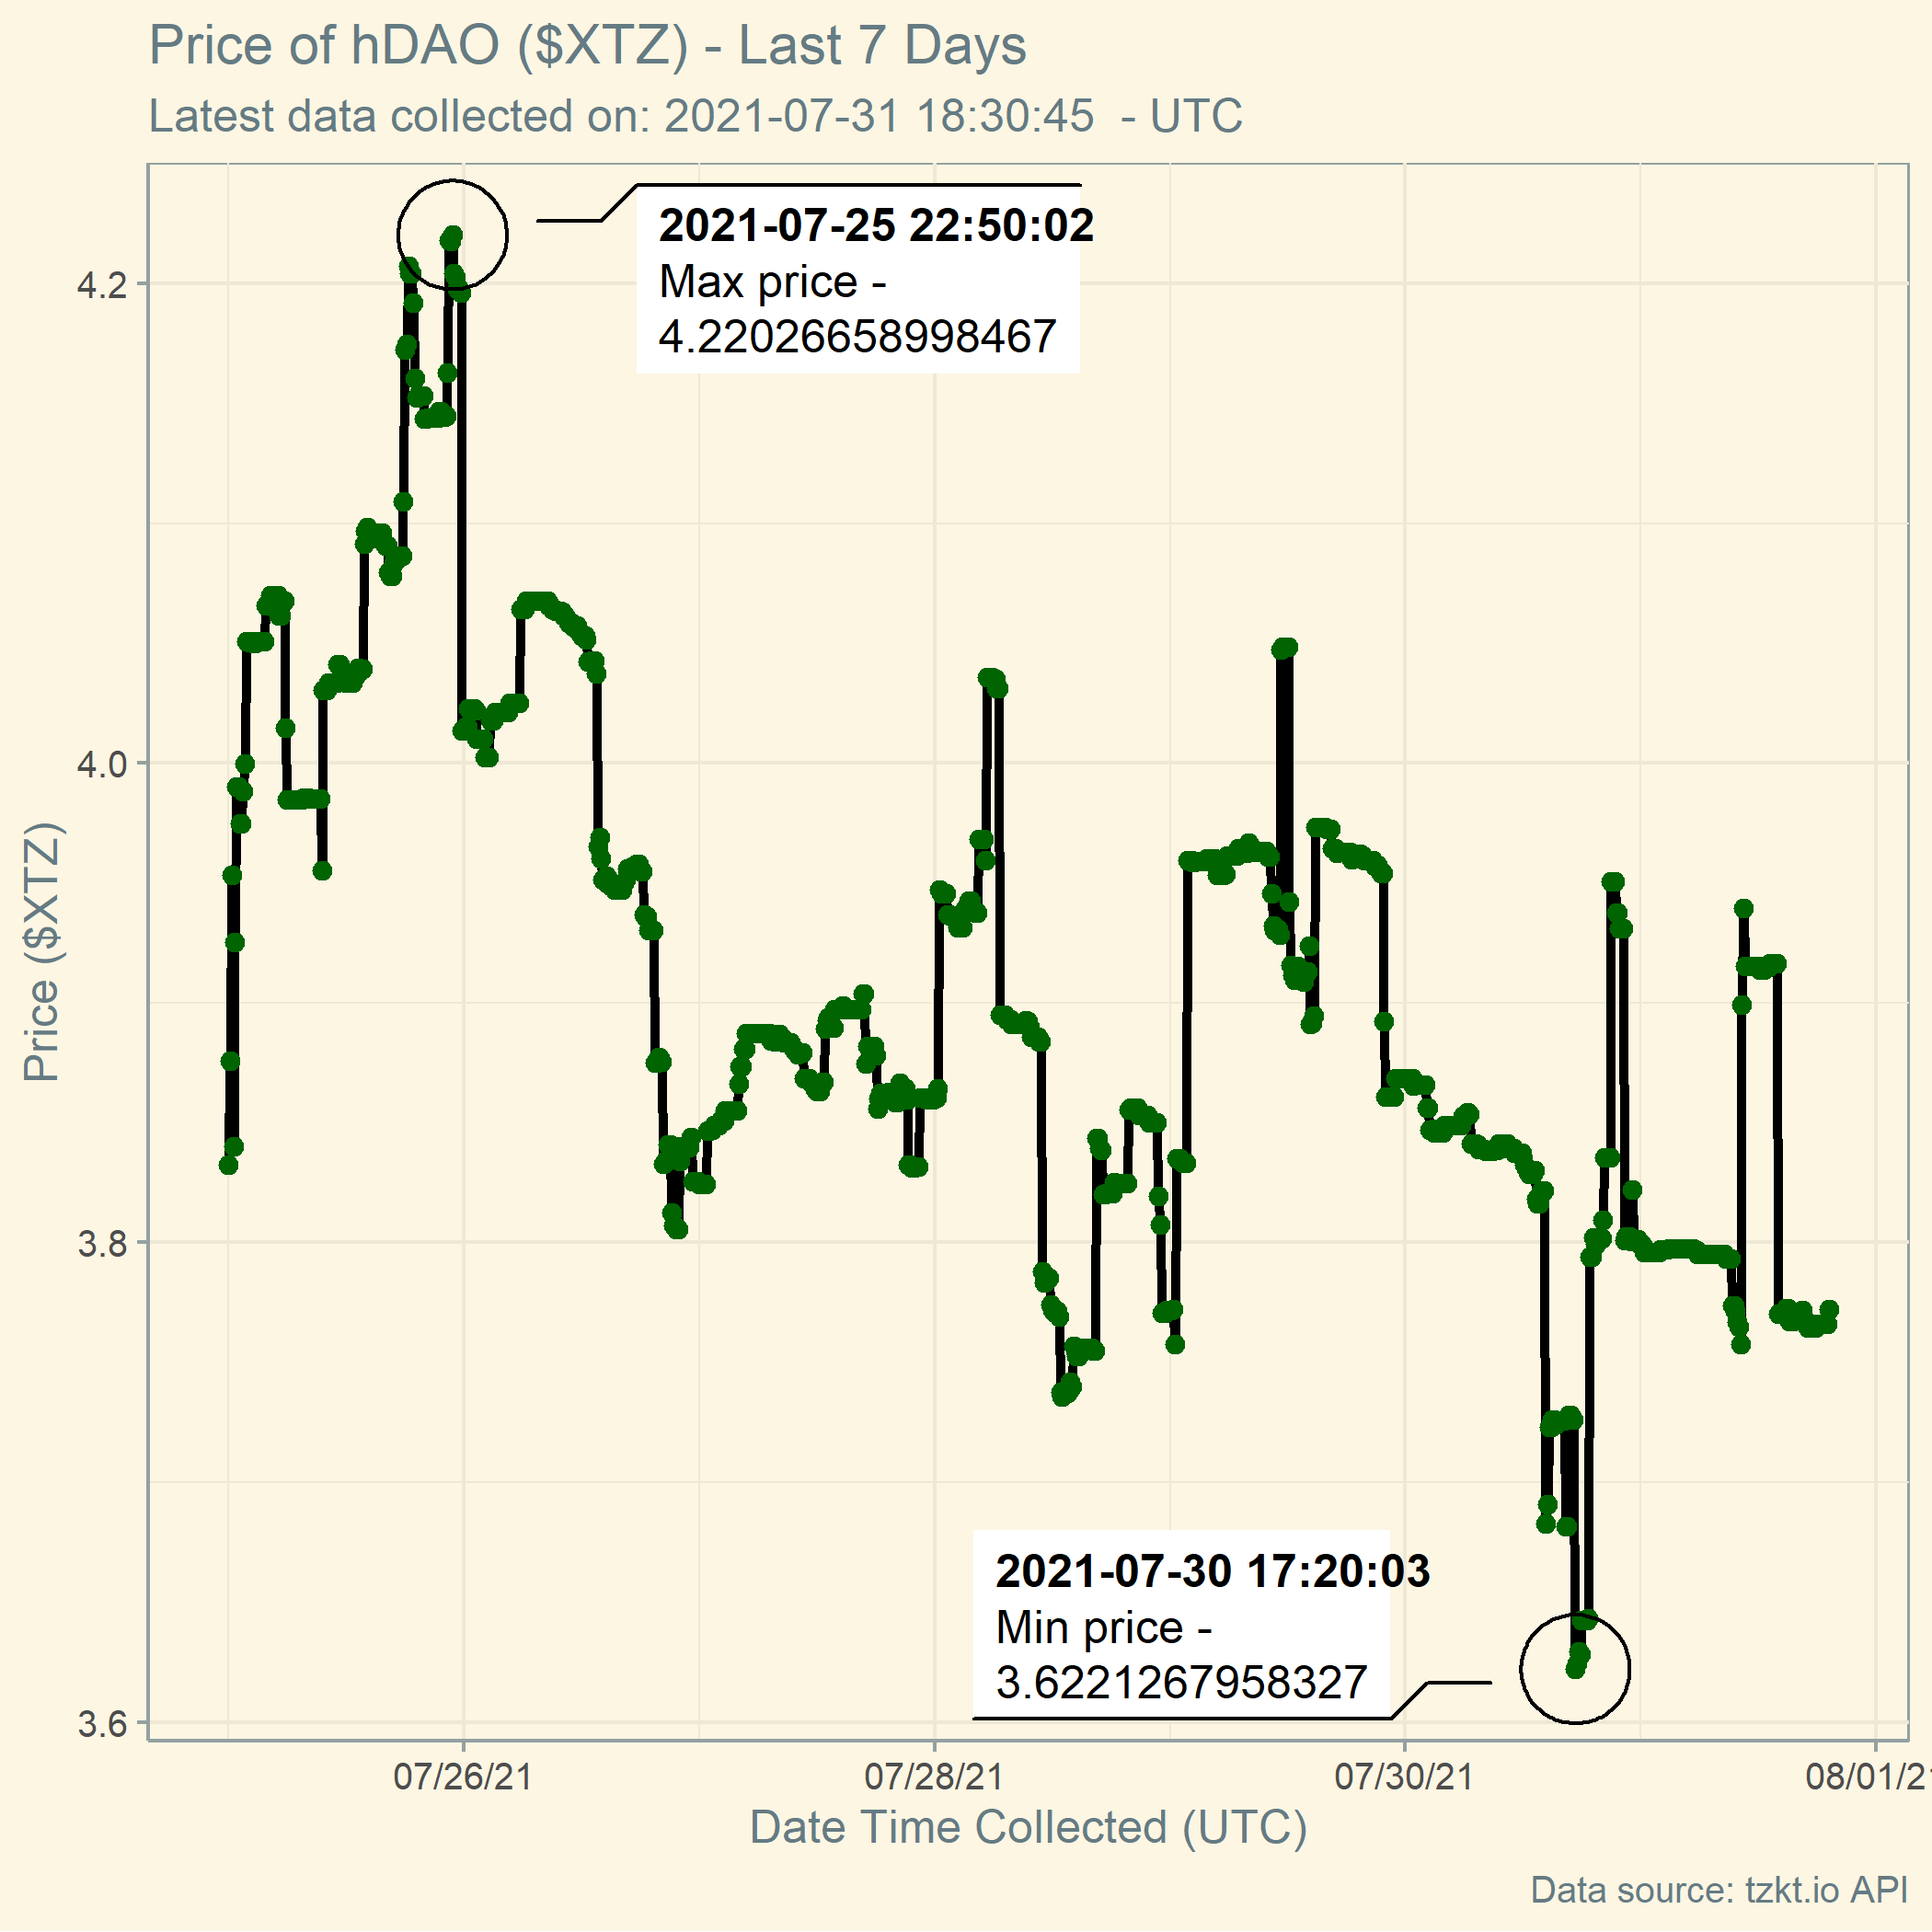 Price of hDAO ($XTZ) - Last 7 Days
Latest data collected on: 2021-07-31 18:30:45 - UTC
2021-07-25 22:50:02
Max price -
4.22026658998467
4.2
4.0
3.8
3.6
Price ($XTZ)
2021-07-30 17:20:03
Min price -
3.6221267958327
07/26/21 07/28/21 07/30/21 08/01/21
Date Time Collected (UTC)
Data source: tzkt.io API